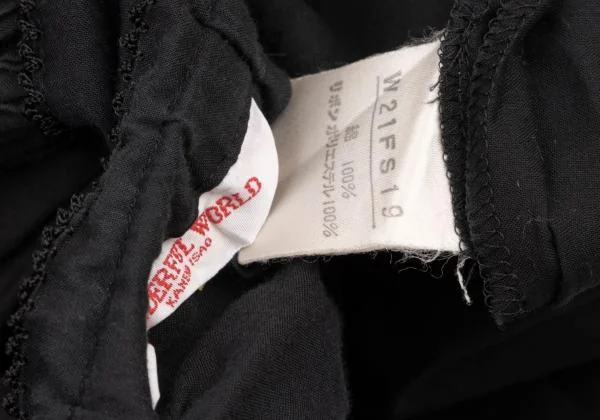 DERFUL WORLD
KANEKO ISAO
W21FS19
綿 100%
リボンポリエステル100%